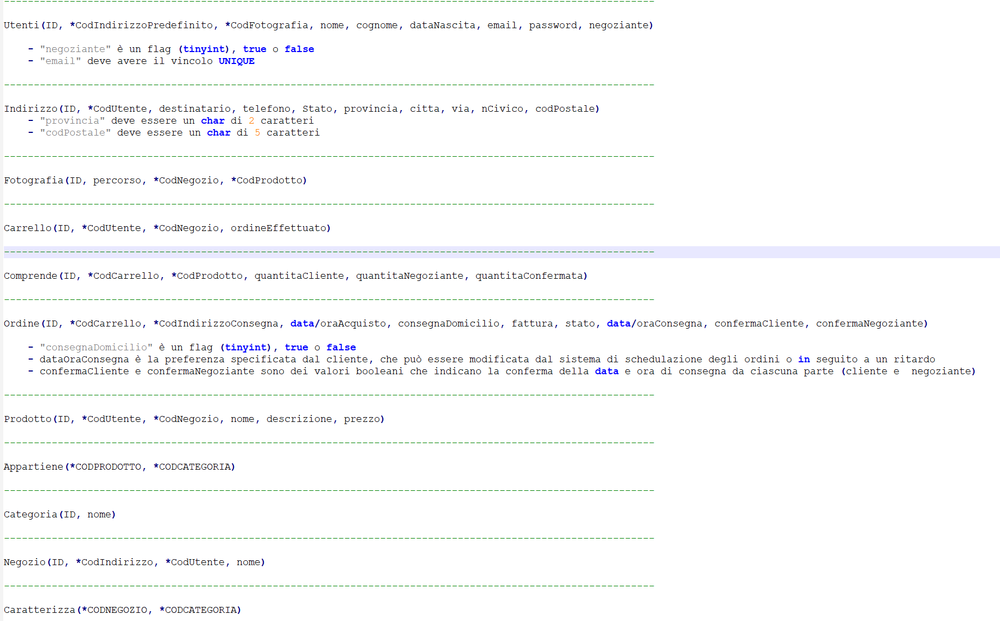 ------------------------------------------------------------------------------------------------------------
Utenti(ID, *CodIndirizzoPredefinito, *CodFotografia, nome, cognome, dataNascita, email, password, negoziante)
- "negoziante" è un flag (tinyint), true o false
- "email" deve avere il vincolo UNIQUE
------------------------------------------------------------------------------------------------------------
Indirizzo(ID, *CodUtente, destinatario, telefono, Stato, provincia, citta, via, nCivico, codPostale)
- "provincia" deve essere un char di 2 caratteri
- "codPostale" deve essere un char di 5 caratteri
------------------------------------------------------------------------------------------------------------
Fotografia(ID, percorso, *CodNegozio, *CodProdotto)
------------------------------------------------------------------------------------------------------------
Carrello(ID, *CodUtente, *CodNegozio, ordineEffettuato)
------------------------------------------------------------------------------------------------------------
Comprende(ID, *CodCarrello, *CodProdotto, quantitaCliente, quantitaNegoziante, quantitaConfermata)
------------------------------------------------------------------------------------------------------------
Ordine(ID, *CodCarrello, *CodIndirizzoConsegna, data/oraAcquisto, consegnaDomicilio, fattura, stato, data/oraConsegna, confermaCliente, confermaNegoziante)
- "consegnaDomicilio" è un flag (tinyint), true o false
- dataOraConsegna è la preferenza specificata dal cliente, che può essere modificata dal sistema di schedulazione degli ordini o in seguito a un ritardo
- confermaCliente e confermaNegoziante sono dei valori booleani che indicano la conferma della data e ora di consegna da ciascuna parte (cliente e  negoziante)
------------------------------------------------------------------------------------------------------------
Prodotto(ID, *CodUtente, *CodNegozio, nome, descrizione, prezzo)
------------------------------------------------------------------------------------------------------------
Appartiene(*CODPRODOTTO, *CODCATEGORIA)
------------------------------------------------------------------------------------------------------------
Categoria(ID, nome)
------------------------------------------------------------------------------------------------------------
Negozio(ID, *CodIndirizzo, *CodUtente, nome)
------------------------------------------------------------------------------------------------------------
Caratterizza(*CODNEGOZIO, *CODCATEGORIA)